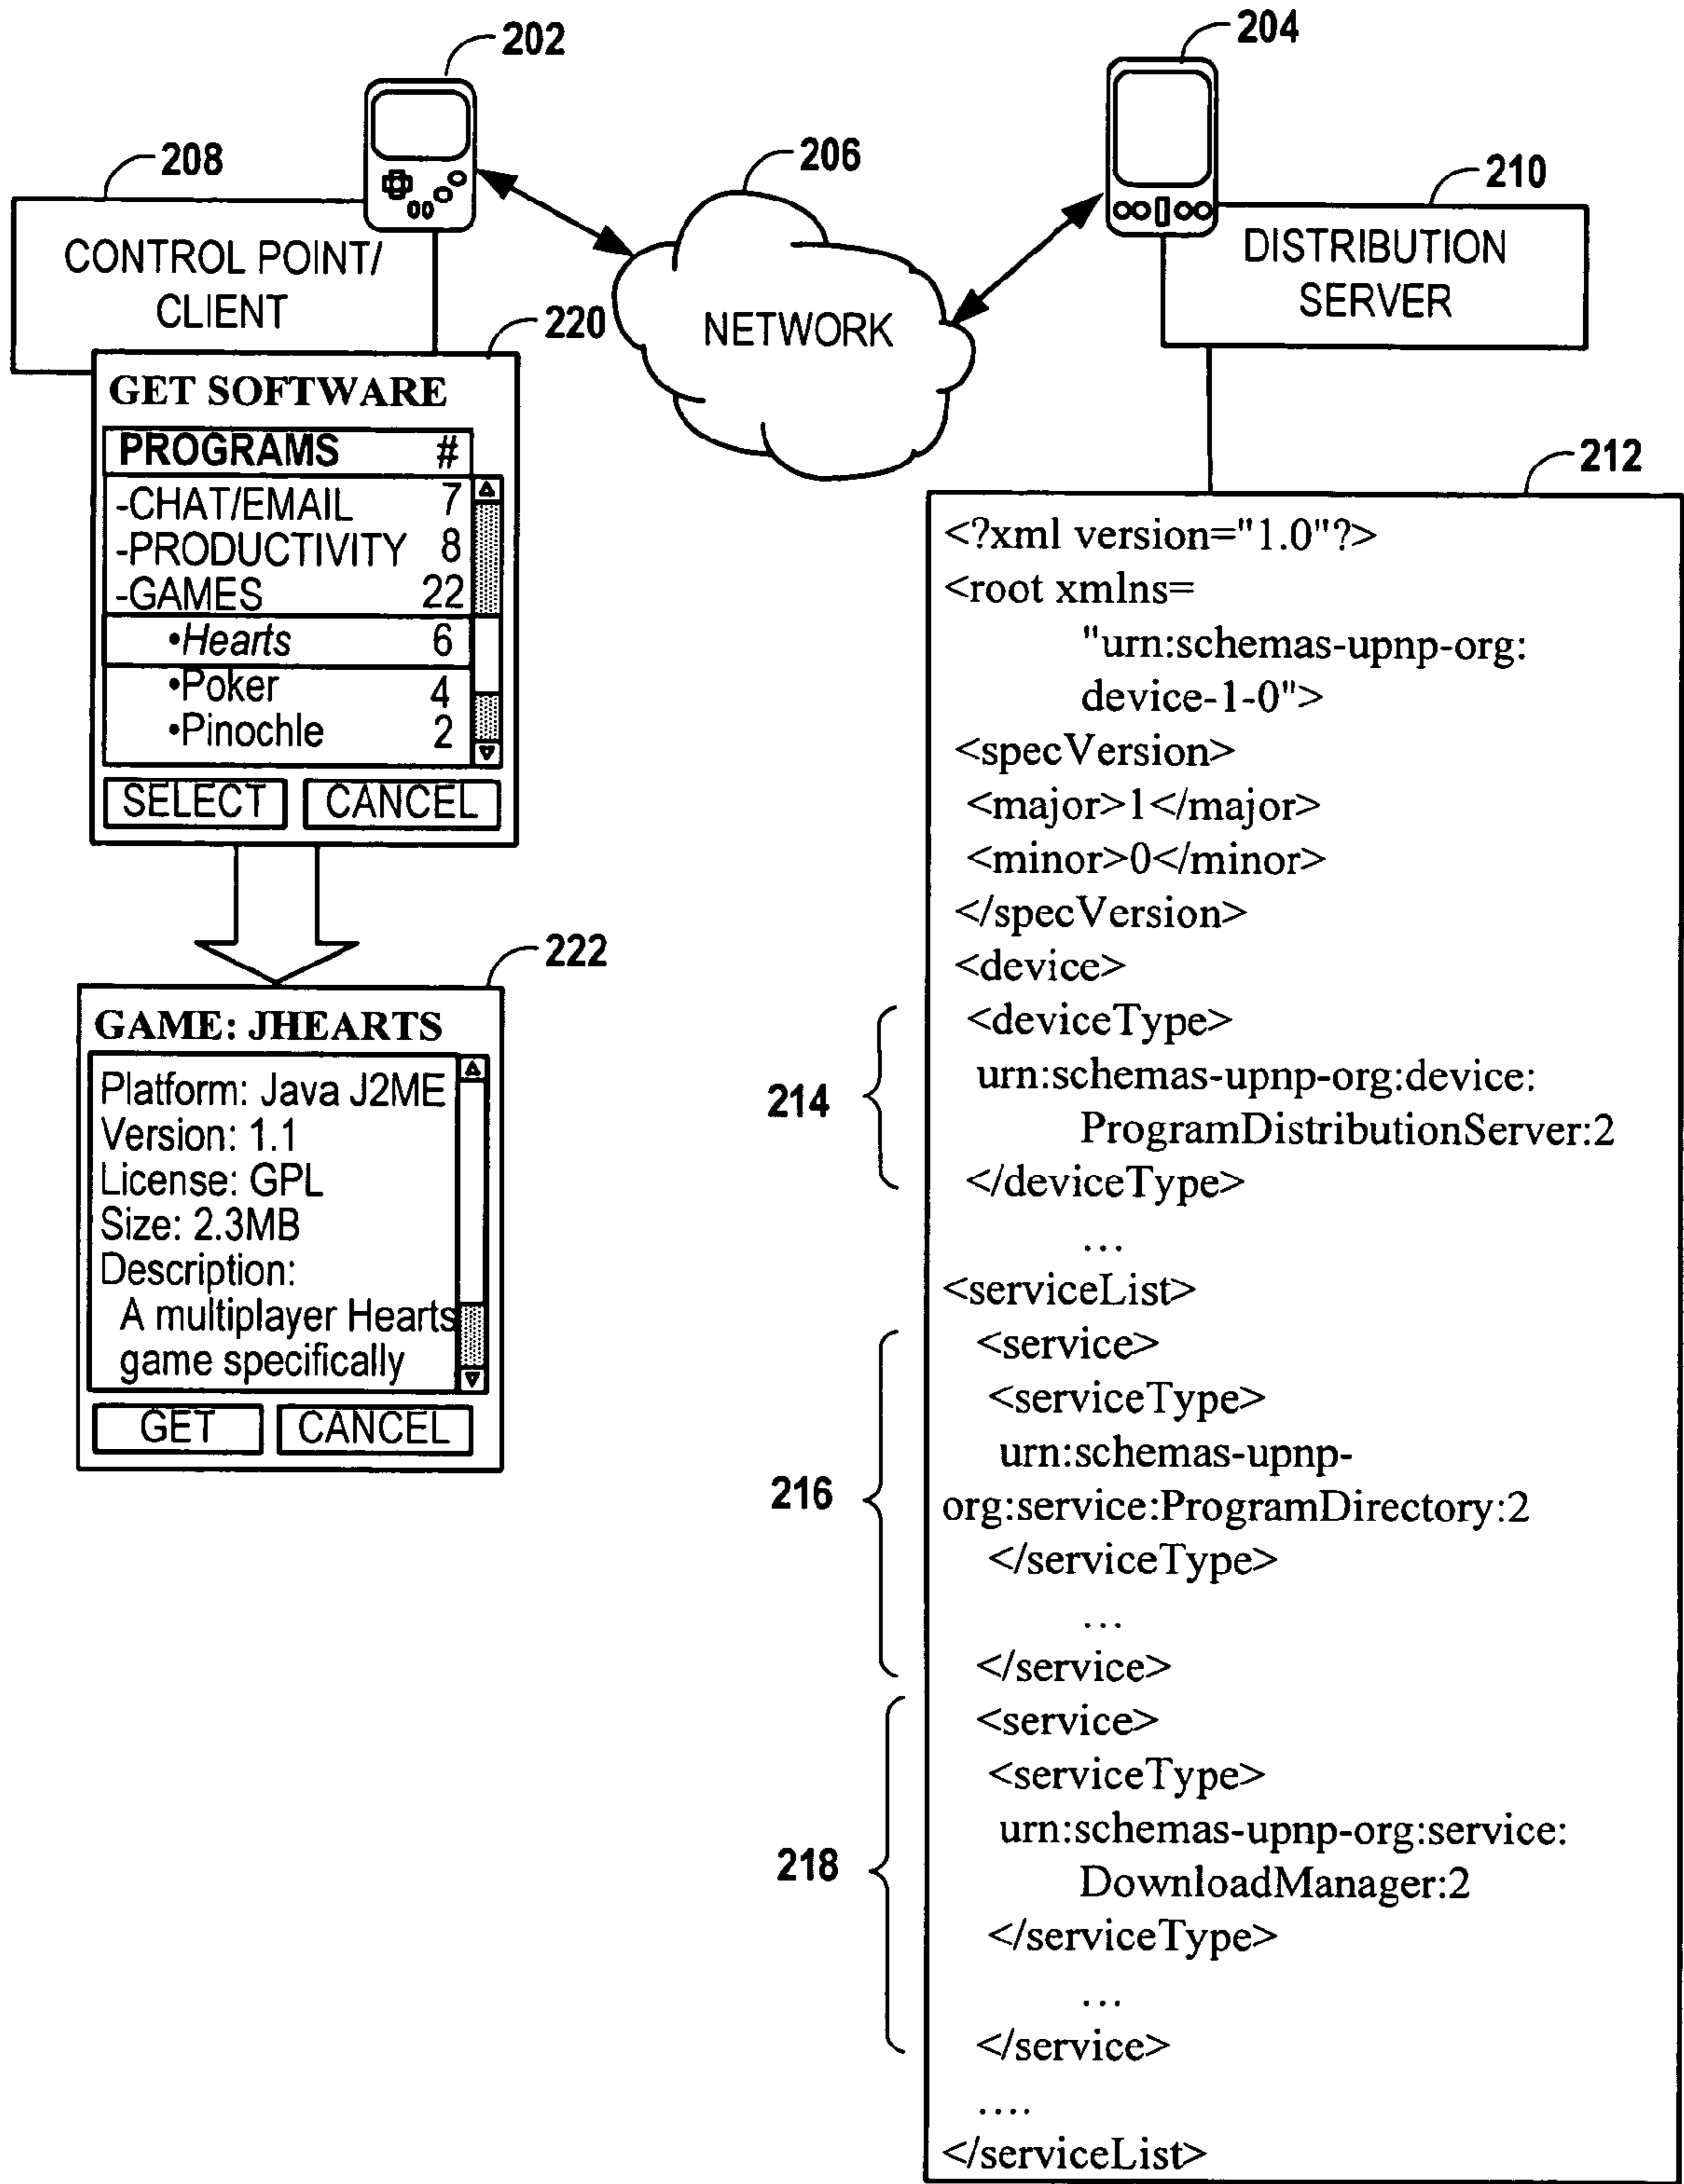 202
204
208
206
210
CONTROL POINT/
CLIENT
NETWORK
DISTRIBUTION
SERVER
220
GET SOFTWARE
PROGRAMS #
-CHAT/EMAIL 7
-PRODUCTIVITY 8
-GAMES 22
•Hearts 6
•Poker 4
•Pinochle 2
SELECT CANCEL
222
GAME: JHEARTS
Platform: Java J2ME
Version: 1.1
License: GPL
Size: 2.3MB
Description:
A multiplayer Hearts
game specifically
GET CANCEL
212
<?xml version="1.0"?>
<root xmlns=
"urn:schemas-upnp-org:
device-1-0">
<specVersion>
<major>1</major>
<minor>0</minor>
</specVersion>
<device>
214
<deviceType>
urn:schemas-upnp-org:device:
ProgramDistributionServer:2
</deviceType>
...
<serviceList>
216
<service>
<serviceType>
urn:schemas-upnp-
org:service:ProgramDirectory:2
</serviceType>
...
</service>
218
<service>
<serviceType>
urn:schemas-upnp-org:service:
DownloadManager:2
</serviceType>
...
</service>
....
</serviceList>